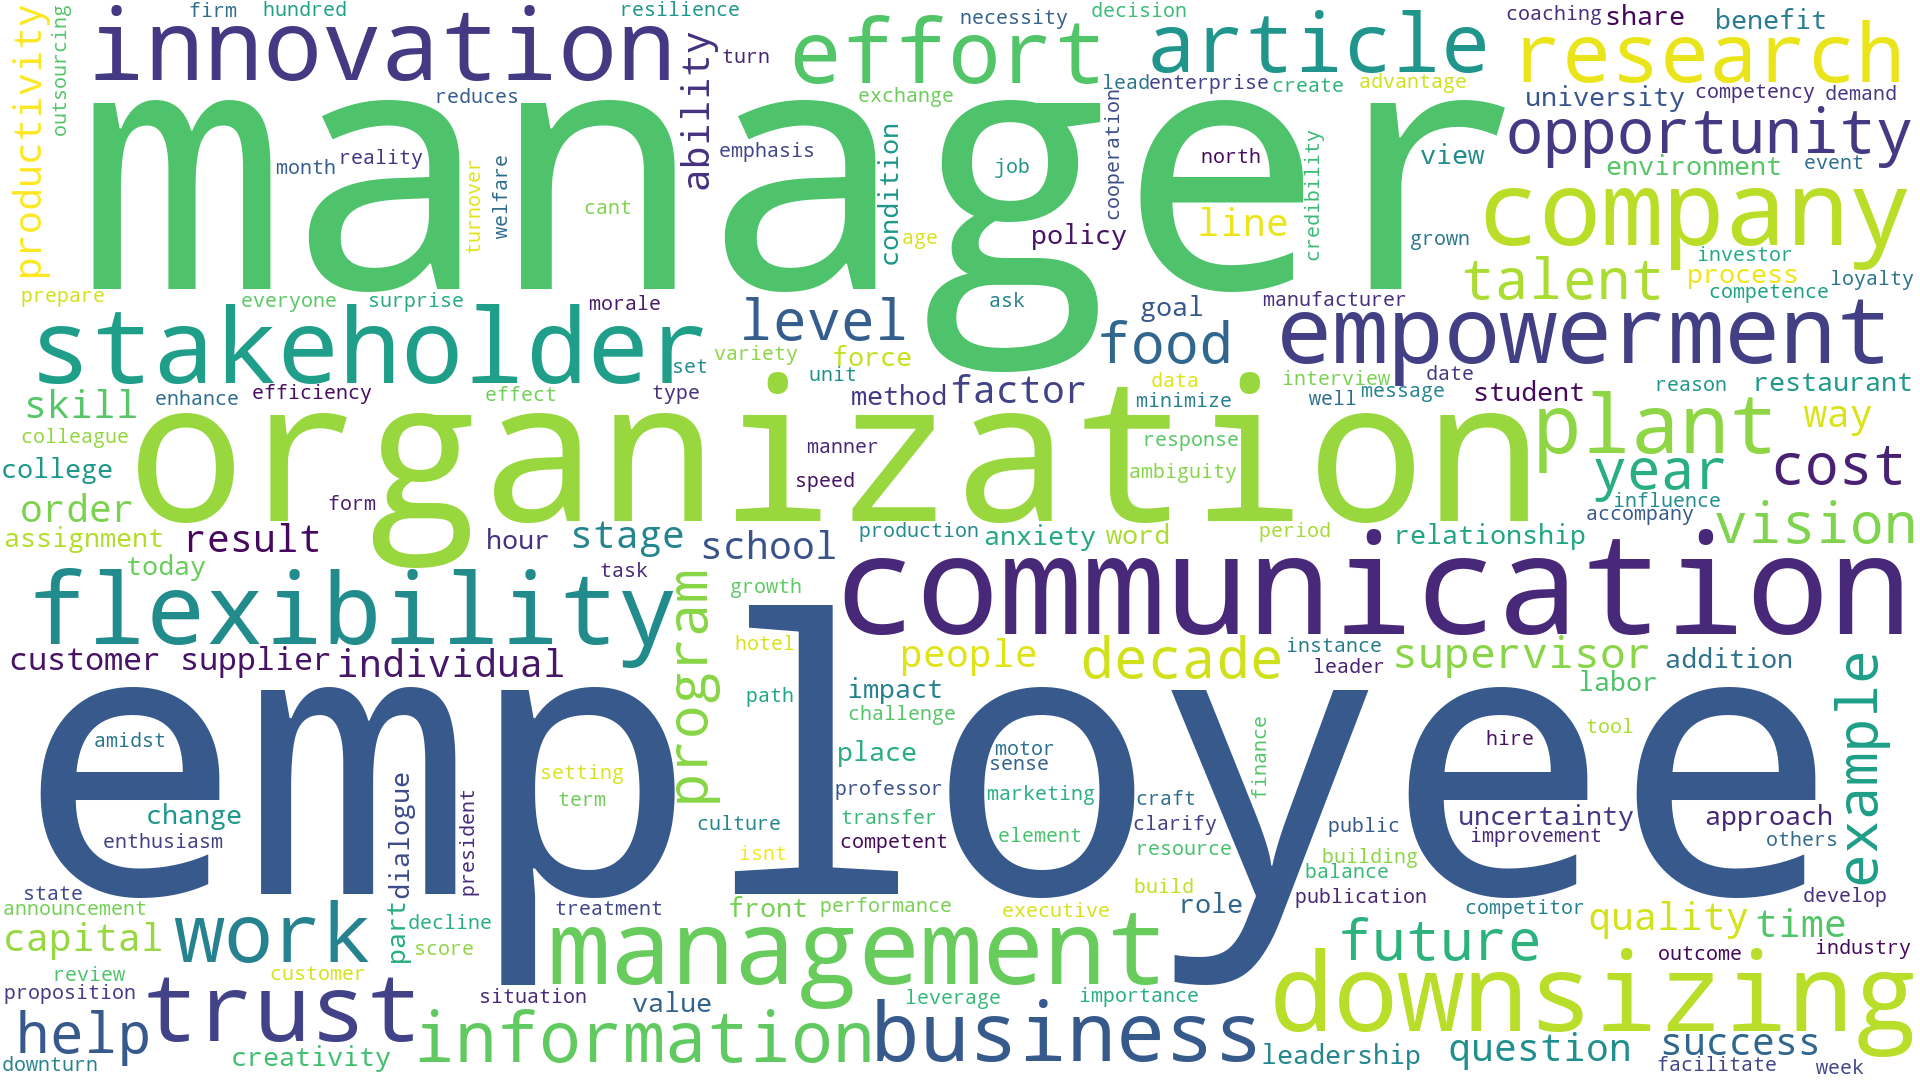 firm hundred resilience necessity decision coaching share benefit
productivity outsourcing innovation ability turn effort article research
lead enterprise create advantage
reduces exchange university competency demand
manager
month reality turnover welfare emphasis cant condition job cooperation north credibility view
opportunity
environment event
age policy line grown company
investor
prepare everyone surprise morale ask goal manufacturer talent process loyalty
competence
stakeholder level variety force food empowerment
set unit data interview date
skill enhance efficiency effect type method factor minimize well message student reason restaurant
colleague manner organization response plant way
college speed ambiguity year cost
order form influence
assignment result hour stage school production anxiety word period relationship accompany vision
today task growth communication
flexibility program
customer supplier individual hotel people decade instance supervisor addition
leader
path impact labor example
amidst challenge motor hire tool
place sense finance
employee
setting dialogue president professor marketing craft
term
change transfer clarify uncertainty approach
enthusiasm culture competent element resource public improvement others
isnt building
balance
state treatment front performance executive build role publication competitor develop
announcement part decline quality time
capital work score management future outcome industry
review customer
proposition trust situation value leverage importance downsizing
help information business
downturn creativity leadership question success
facilitate week